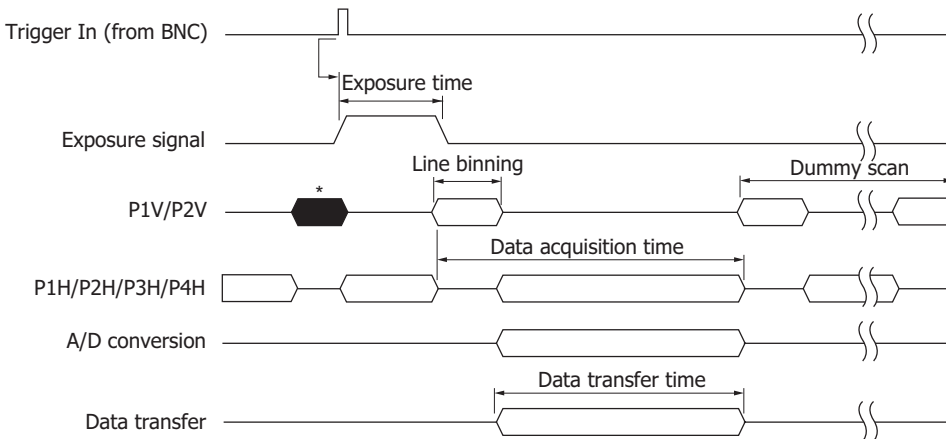 Trigger In (from BNC)
Exposure time
Exposure signal
Line binning
Dummy scan
*
P1V/P2V
Data acquisition time
P1H/P2H/P3H/P4H
A/D conversion
Data transfer time
Data transfer